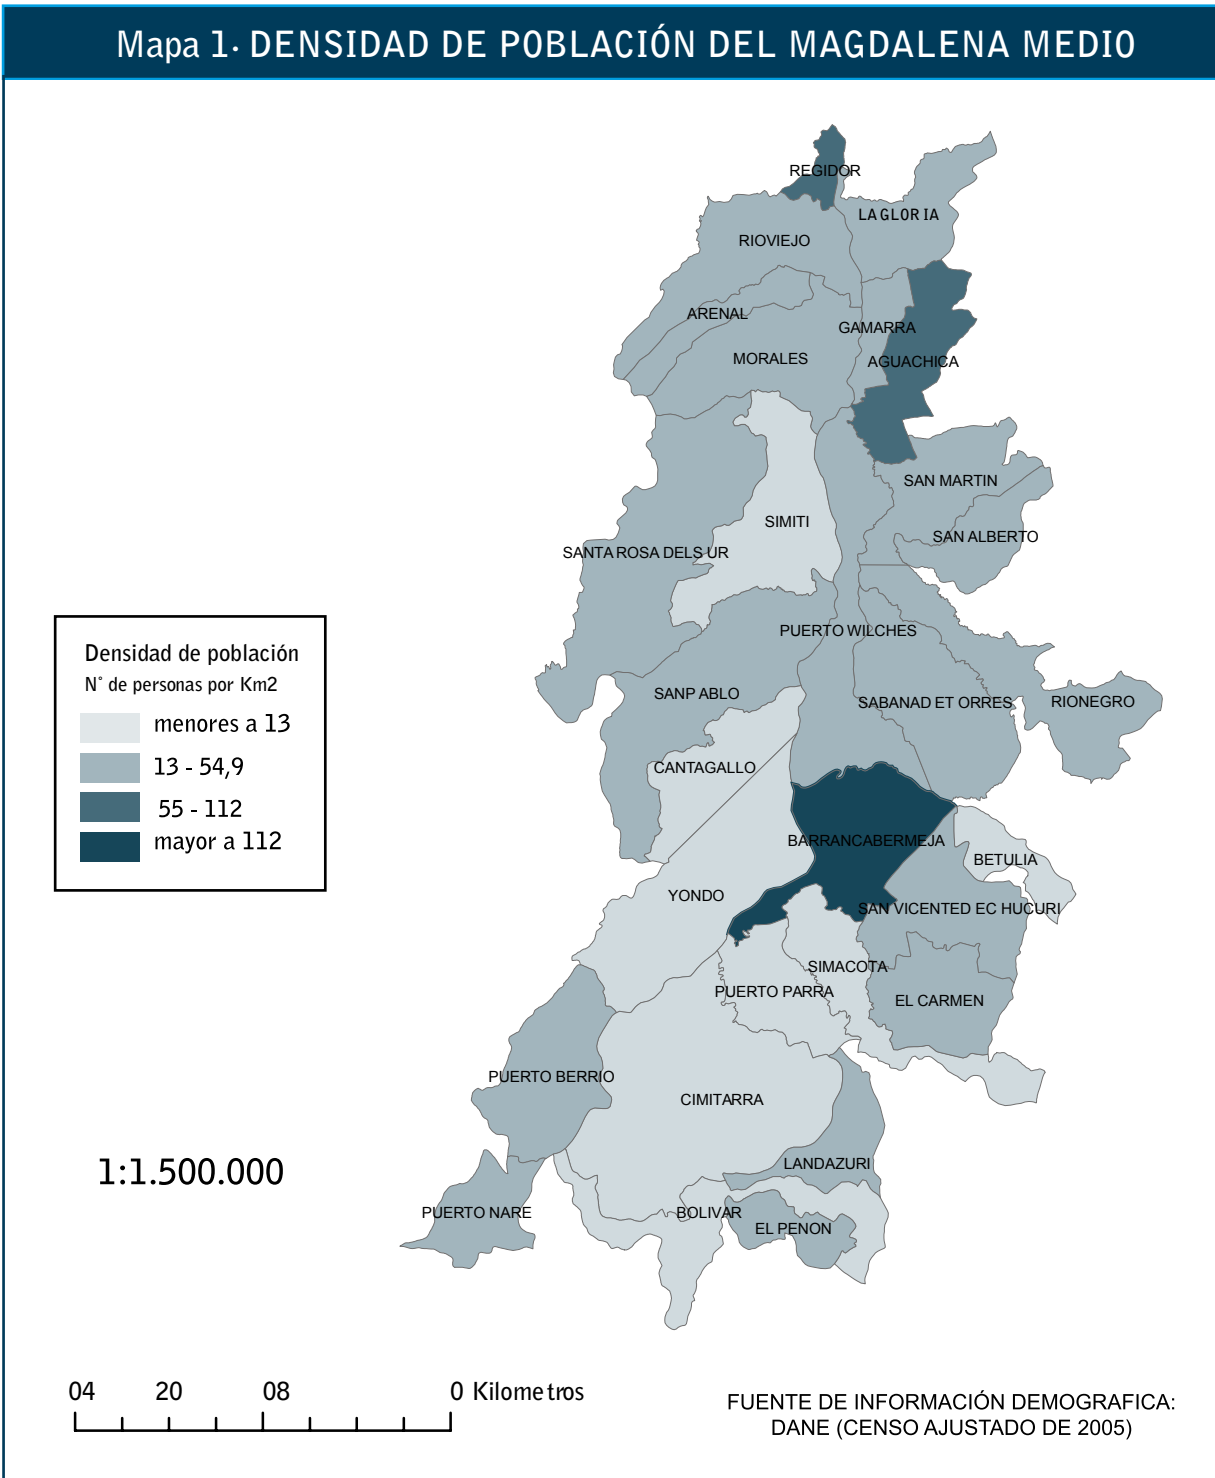 Mapa 1. DENSIDAD DE POBLACIÓN DEL MAGDALENA MEDIO
REGIDOR
LA GLOR IA
RIOVIEJO
ARENAL
GAMARRA
MORALES
AGUACHICA
SAN MARTIN
SIMITI
SAN ALBERTO
SANTA ROSA DELS UR
PUERTO WILCHES
SANP ABLO
SABANAD ET ORRES
RIONEGRO
CANTAGALLO
BARRANCABERMEJA
BETULIA
YONDO
SAN VICENTED EC HUCURI
SIMACOTA
PUERTO PARRA
EL CARMEN
PUERTO BERRIO
CIMITARRA
LANDAZURI
PUERTO NARE
BOLIVAR
EL PENON
Densidad de población
N° de personas por Km2
menores a 13
13 - 54,9
55 - 112
mayor a 112
1:1.500.000
04 20 08 0 Kilometros
FUENTE DE INFORMACIÓN DEMOGRAFICA:
DANE (CENSO AJUSTADO DE 2005)